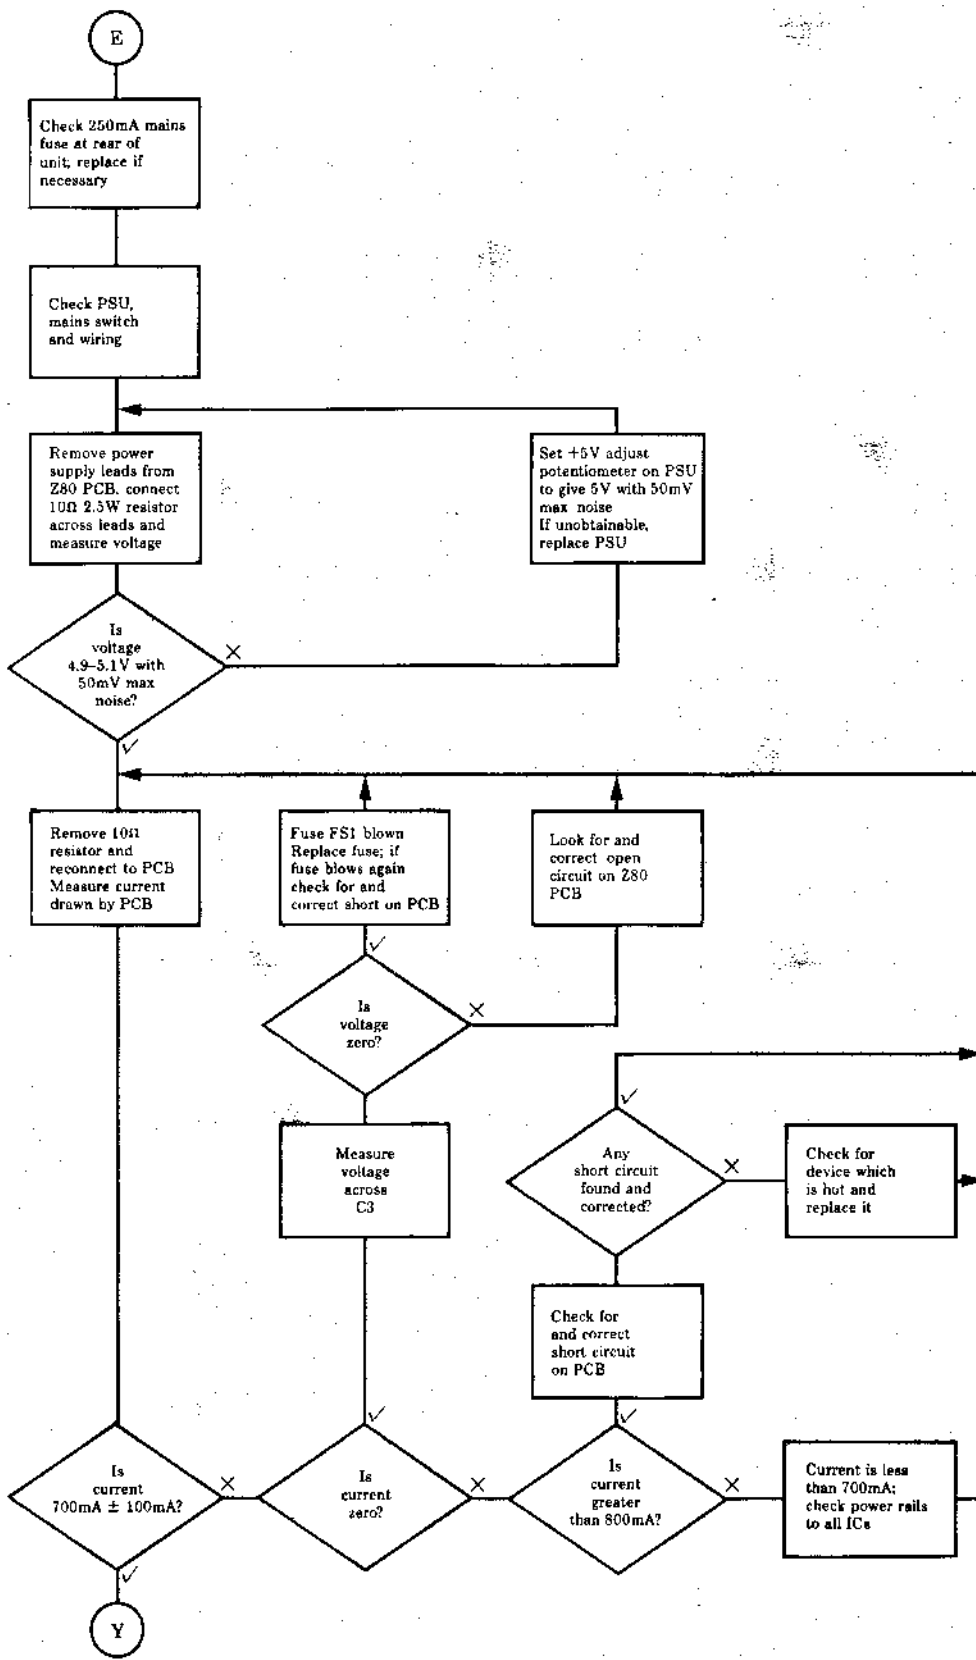 E
Check 250mA mains
fuse at rear of
unit; replace if
necessary
Check PSU,
mains switch
and wiring
Remove power
supply leads from
Z80 PCB, connect
10Ω 2.5W resistor
across leads and
measure voltage
Set +5V adjust
potentiometer on PSU
to give 5V with 50mV
max noise
If unobtainable,
replace PSU
Is
voltage
4.9–5.1V with
50mV max
noise?
×
✓
Remove 10Ω
resistor and
reconnect to PCB
Measure current
drawn by PCB
Fuse FS1 blown
Replace fuse; if
fuse blows again
check for and
correct short on PCB
Look for and
correct open
circuit on Z80
PCB
✓
Is
voltage
zero?
×
Measure
voltage
across
C3
✓
Any
short circuit
found and
corrected?
×
Check for
device which
is hot and
replace it
Check for
and correct
short circuit
on PCB
Is
current
700mA ± 100mA?
×
✓
✓
Is
current
zero?
×
✓
Is
current
greater
than 800mA?
×
Current is less
than 700mA;
check power rails
to all ICs
Y